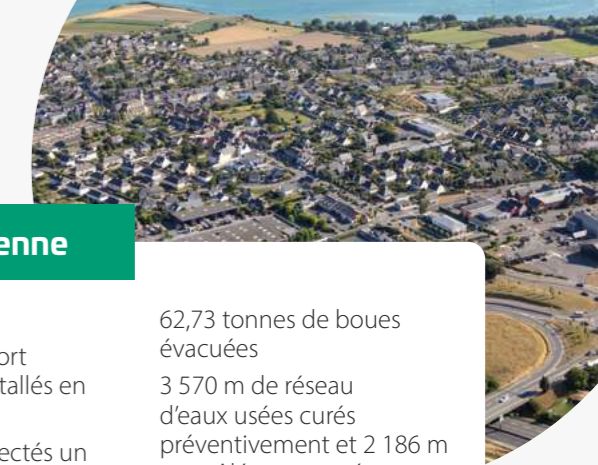 enne
ort
tallés en
ectés un
62,73 tonnes de boues
évacuées
3 570 m de réseau
d'eaux usées curés
préventivement et 2 186 m